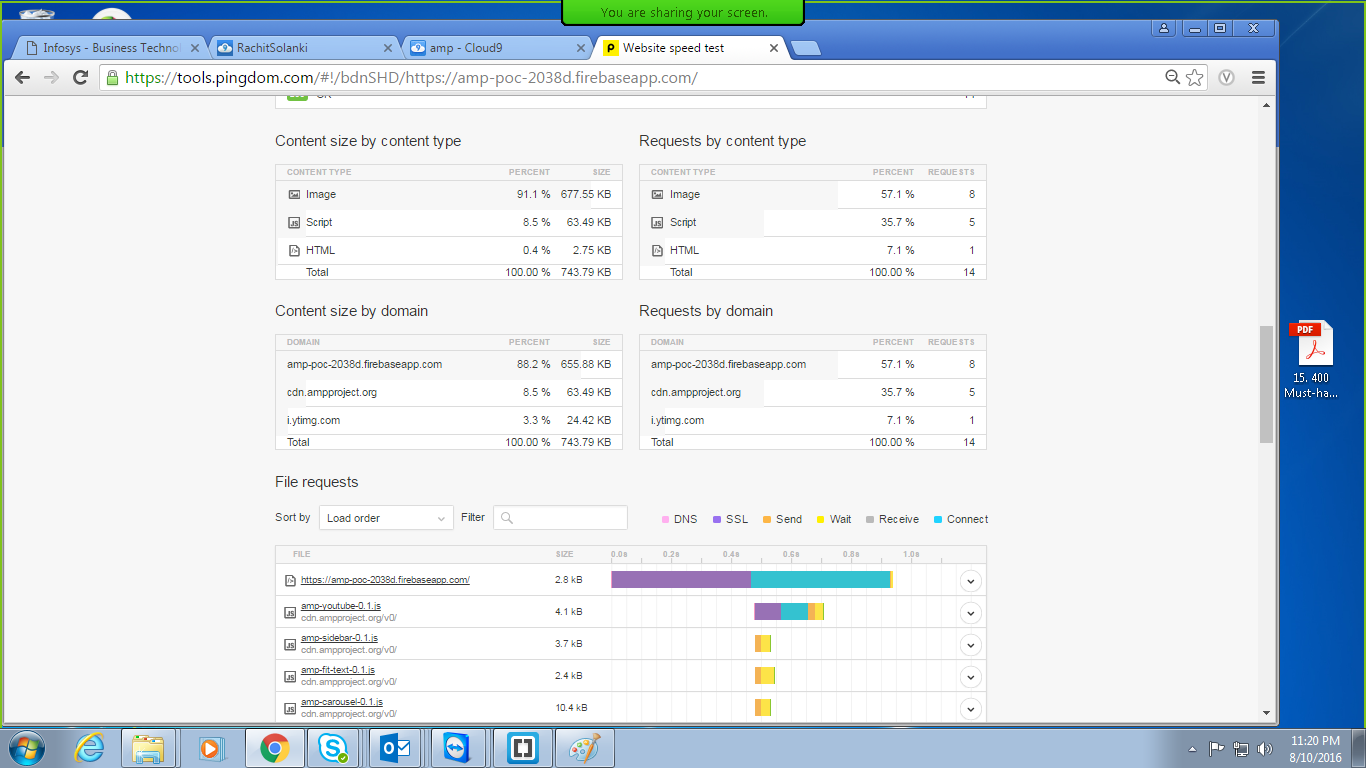 You are sharing your screen.
Infosys - Business Technol
RachitSolanki
amp - Cloud9
Website speed test
https://tools.pingdom.com/#!/bdnSHD/https://amp-poc-2038d.firebaseapp.com/
Content size by content type
CONTENT TYPE PERCENT SIZE
Image 91.1 % 677.55 KB
Script 8.5 % 63.49 KB
HTML 0.4 % 2.75 KB
Total 100.00 % 743.79 KB
Requests by content type
CONTENT TYPE PERCENT REQUESTS
Image 57.1 % 8
Script 35.7 % 5
HTML 7.1 % 1
Total 100.00 % 14
Content size by domain
DOMAIN PERCENT SIZE
amp-poc-2038d.firebaseapp.com 88.2 % 655.88 KB
cdn.ampproject.org 8.5 % 63.49 KB
i.ytimg.com 3.3 % 24.42 KB
Total 100.00 % 743.79 KB
Requests by domain
DOMAIN PERCENT REQUESTS
amp-poc-2038d.firebaseapp.com 57.1 % 8
cdn.ampproject.org 35.7 % 5
i.ytimg.com 7.1 % 1
Total 100.00 % 14
File requests
Sort by Load order Filter DNS SSL Send Wait Receive Connect
FILE SIZE 0.0s 0.2s 0.4s 0.6s 0.8s 1.0s
https://amp-poc-2038d.firebaseapp.com/ 2.8 kB
amp-youtube-0.1.js 4.1 kB
cdn.ampproject.org/v0/
amp-sidebar-0.1.js 3.7 kB
cdn.ampproject.org/v0/
amp-fit-text-0.1.js 2.4 kB
cdn.ampproject.org/v0/
amp-carousel-0.1.js 10.4 kB
cdn.ampproject.org/v0/
PDF
15. 400
Must-ha...
11:20 PM
8/10/2016